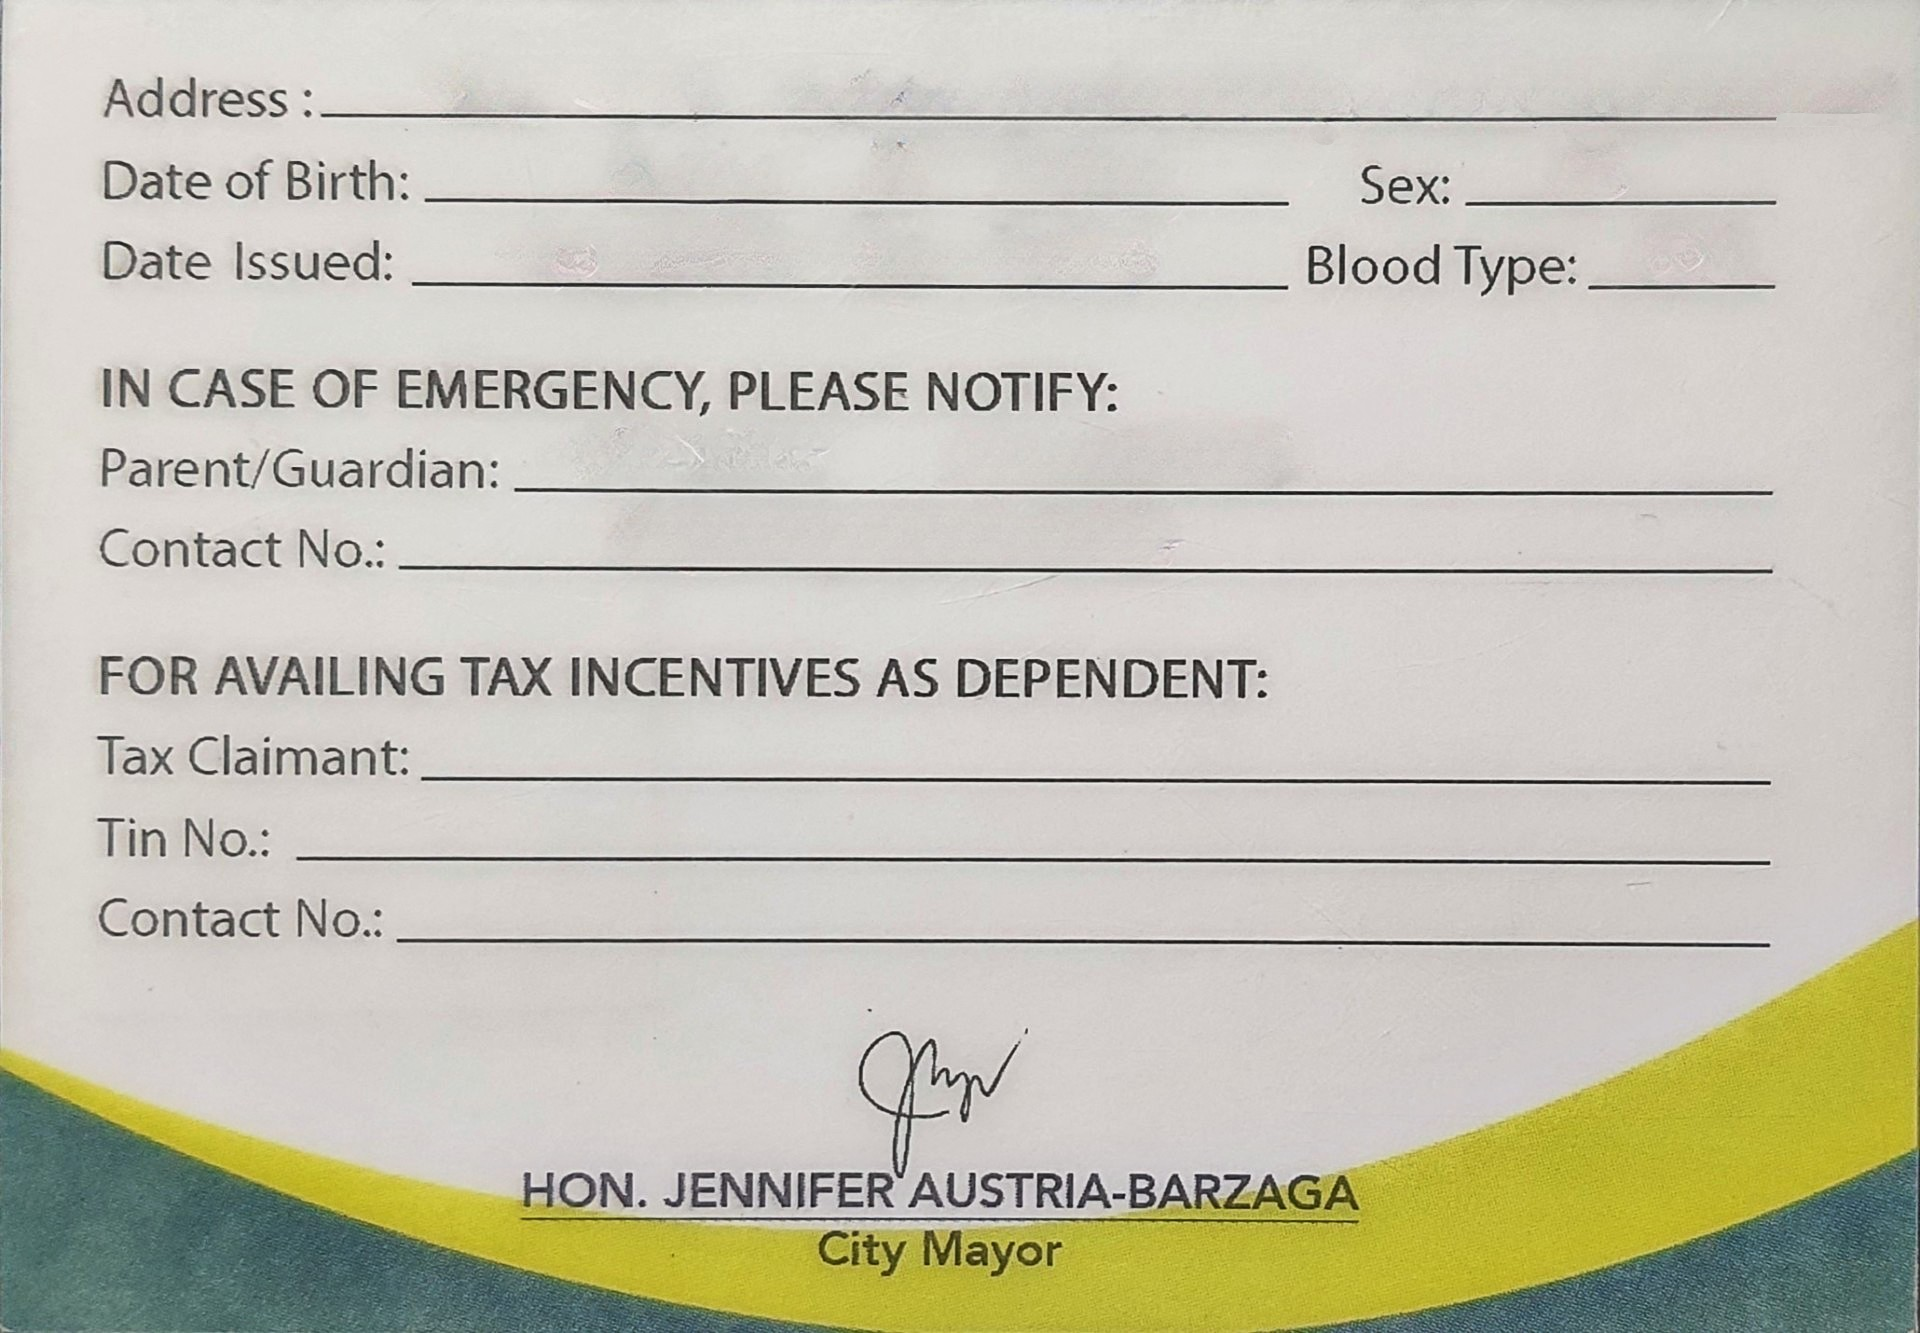 Address :
Date of Birth: Sex:
Date Issued: Blood Type:
IN CASE OF EMERGENCY, PLEASE NOTIFY:
Parent/Guardian:
Contact No.:
FOR AVAILING TAX INCENTIVES AS DEPENDENT:
Tax Claimant:
Tin No.:
Contact No.:
HON. JENNIFER AUSTRIA-BARZAGA
City Mayor